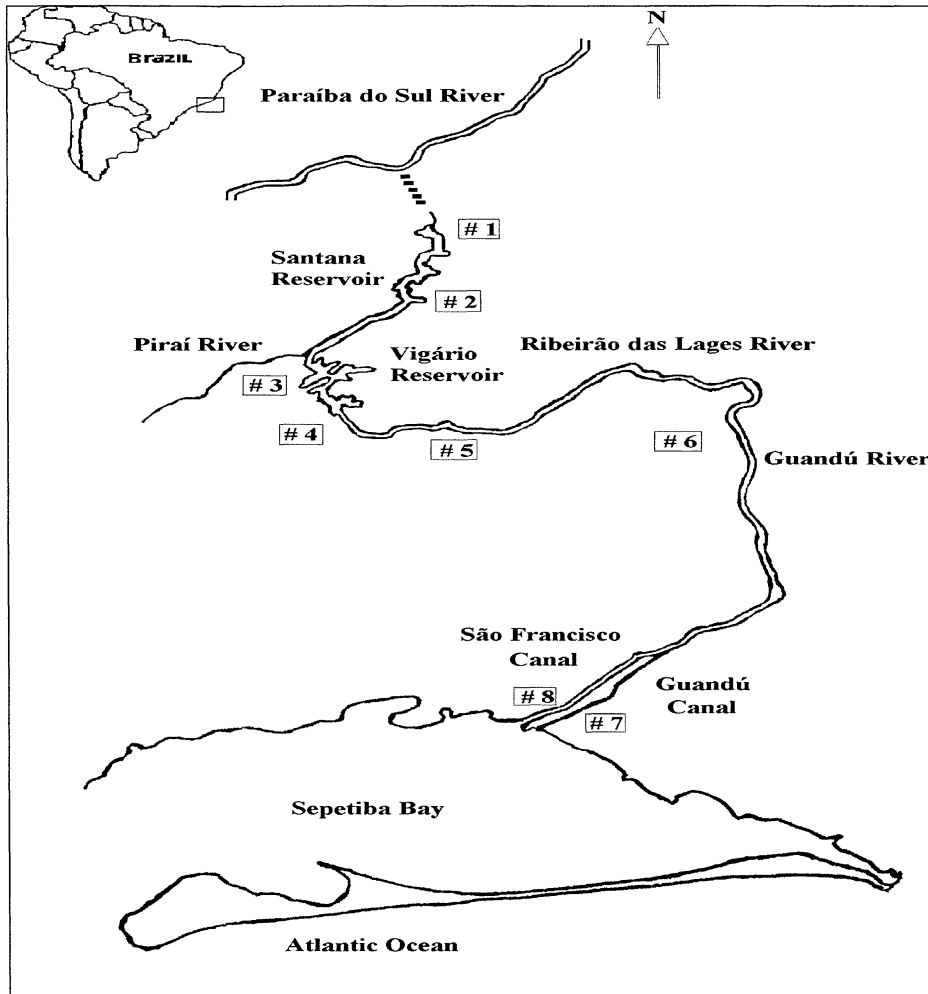 Brazil
N
Paraíba do Sul River
# 1
Santana
Reservoir
# 2
Piraí River
Vigário
Reservoir
Ribeirão das Lages River
# 3
# 4
# 5
# 6
Guandú River
São Francisco
Canal
Guandú
Canal
# 8
# 7
Sepetiba Bay
Atlantic Ocean